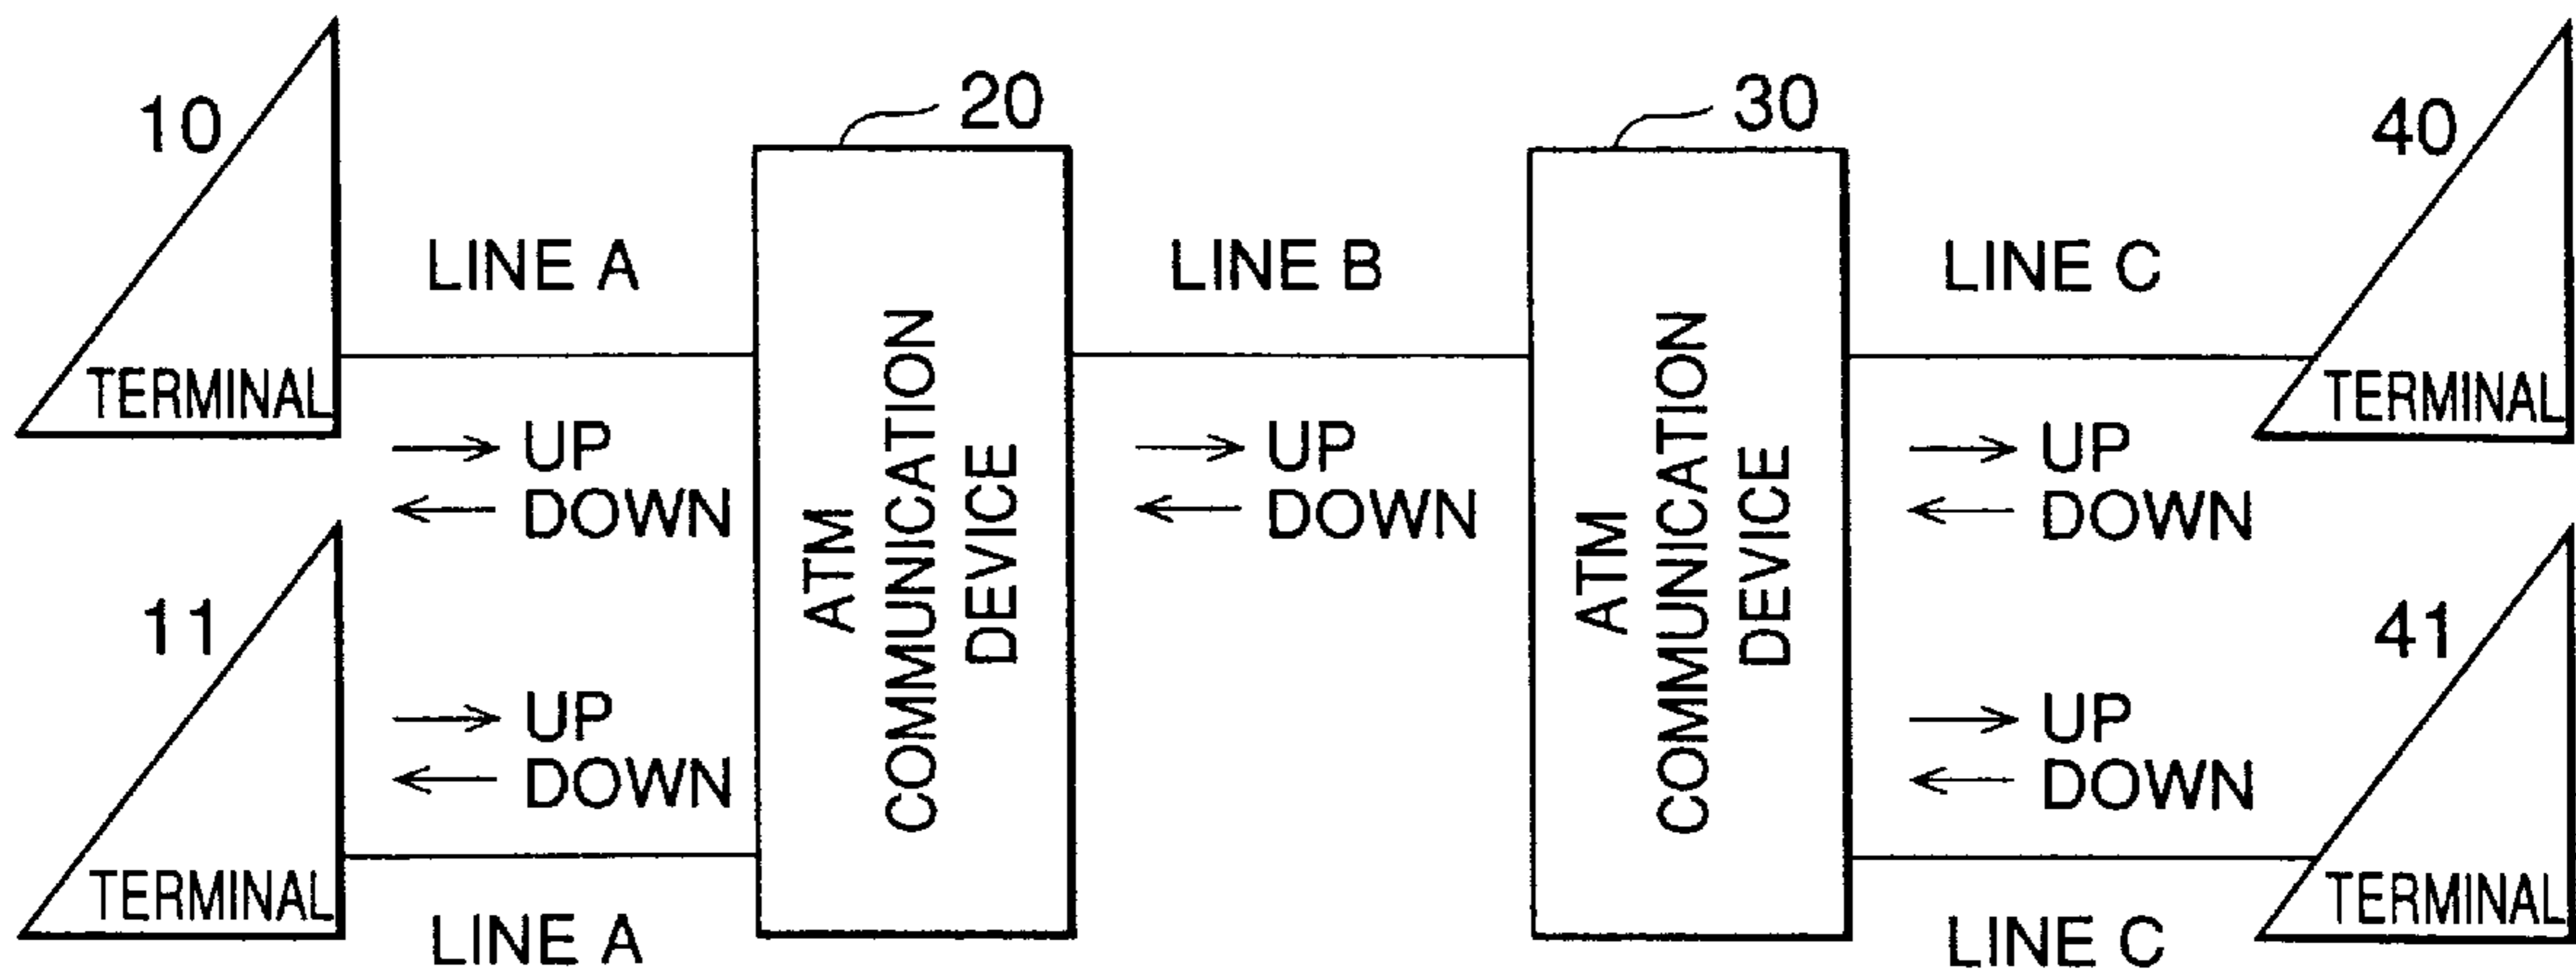 10
20
30
40
LINE A
LINE B
LINE C
TERMINAL
ATM
COMMUNICATION
DEVICE
ATM
COMMUNICATION
DEVICE
TERMINAL
UP
DOWN
UP
DOWN
UP
DOWN
11
41
UP
DOWN
UP
DOWN
TERMINAL
TERMINAL
LINE A
LINE C